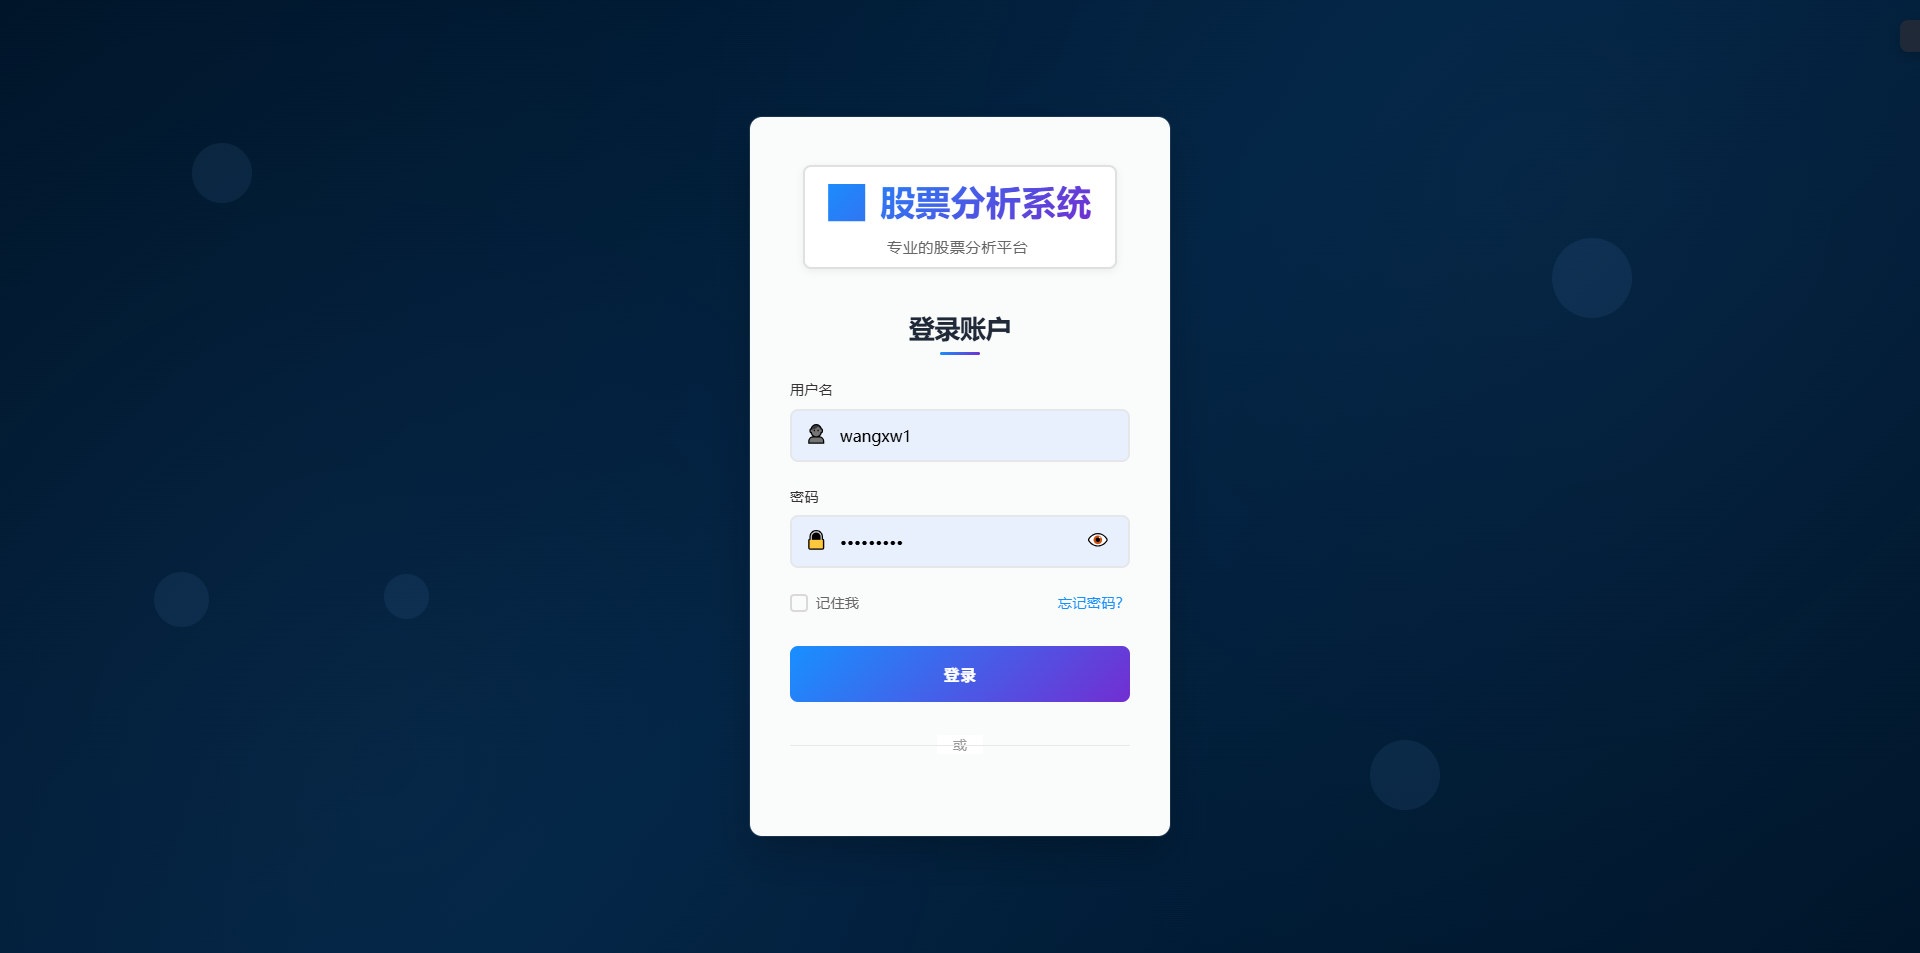 股票分析系统
专业的股票分析平台
登录账户
用户名
wangxw1
密码
•••••••••
记住我
忘记密码?
登录
或